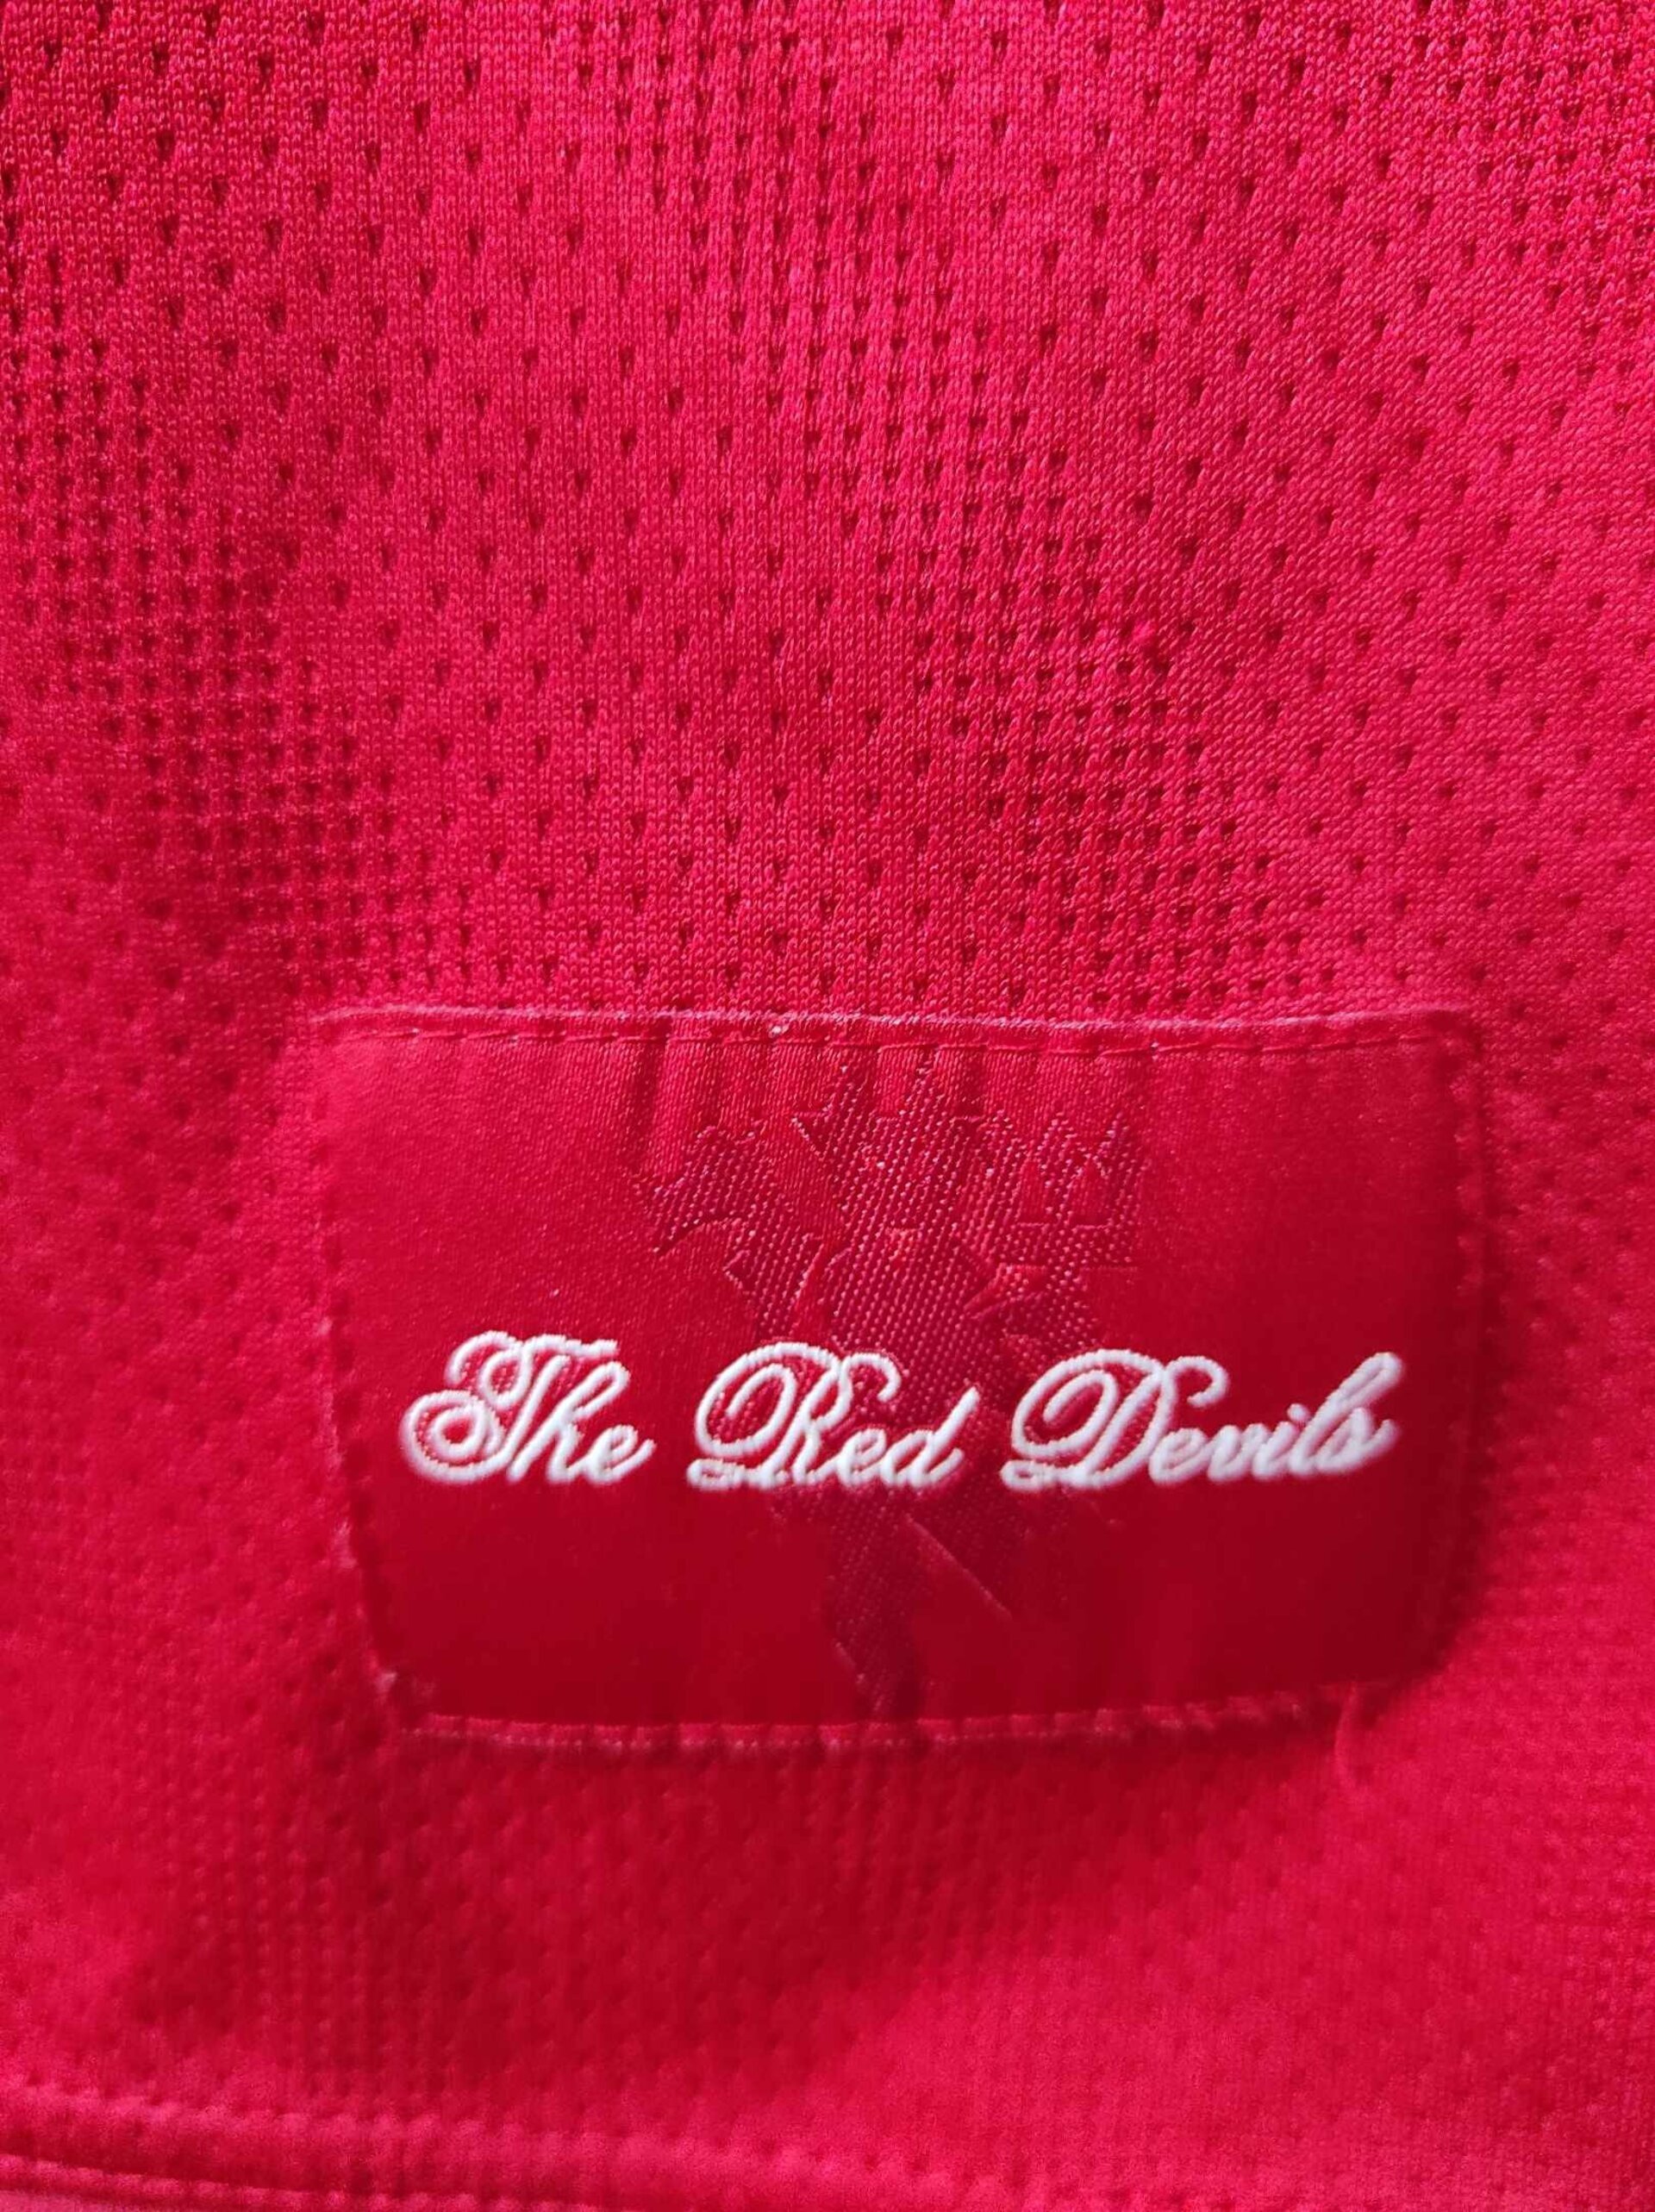 The Red Devils